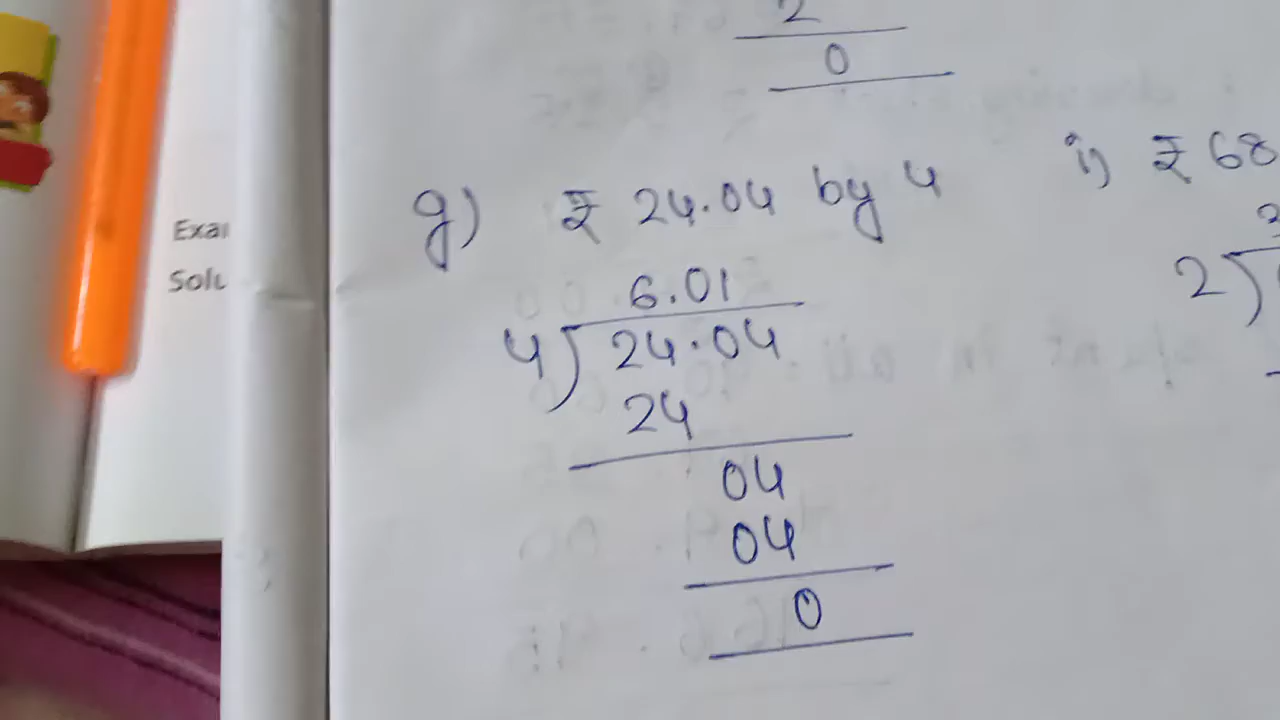 2
0
g) ₹ 24.04 by 4
6.01
4) 24.04
24
04
04
0
i) ₹ 68
2)
Exa
Solu